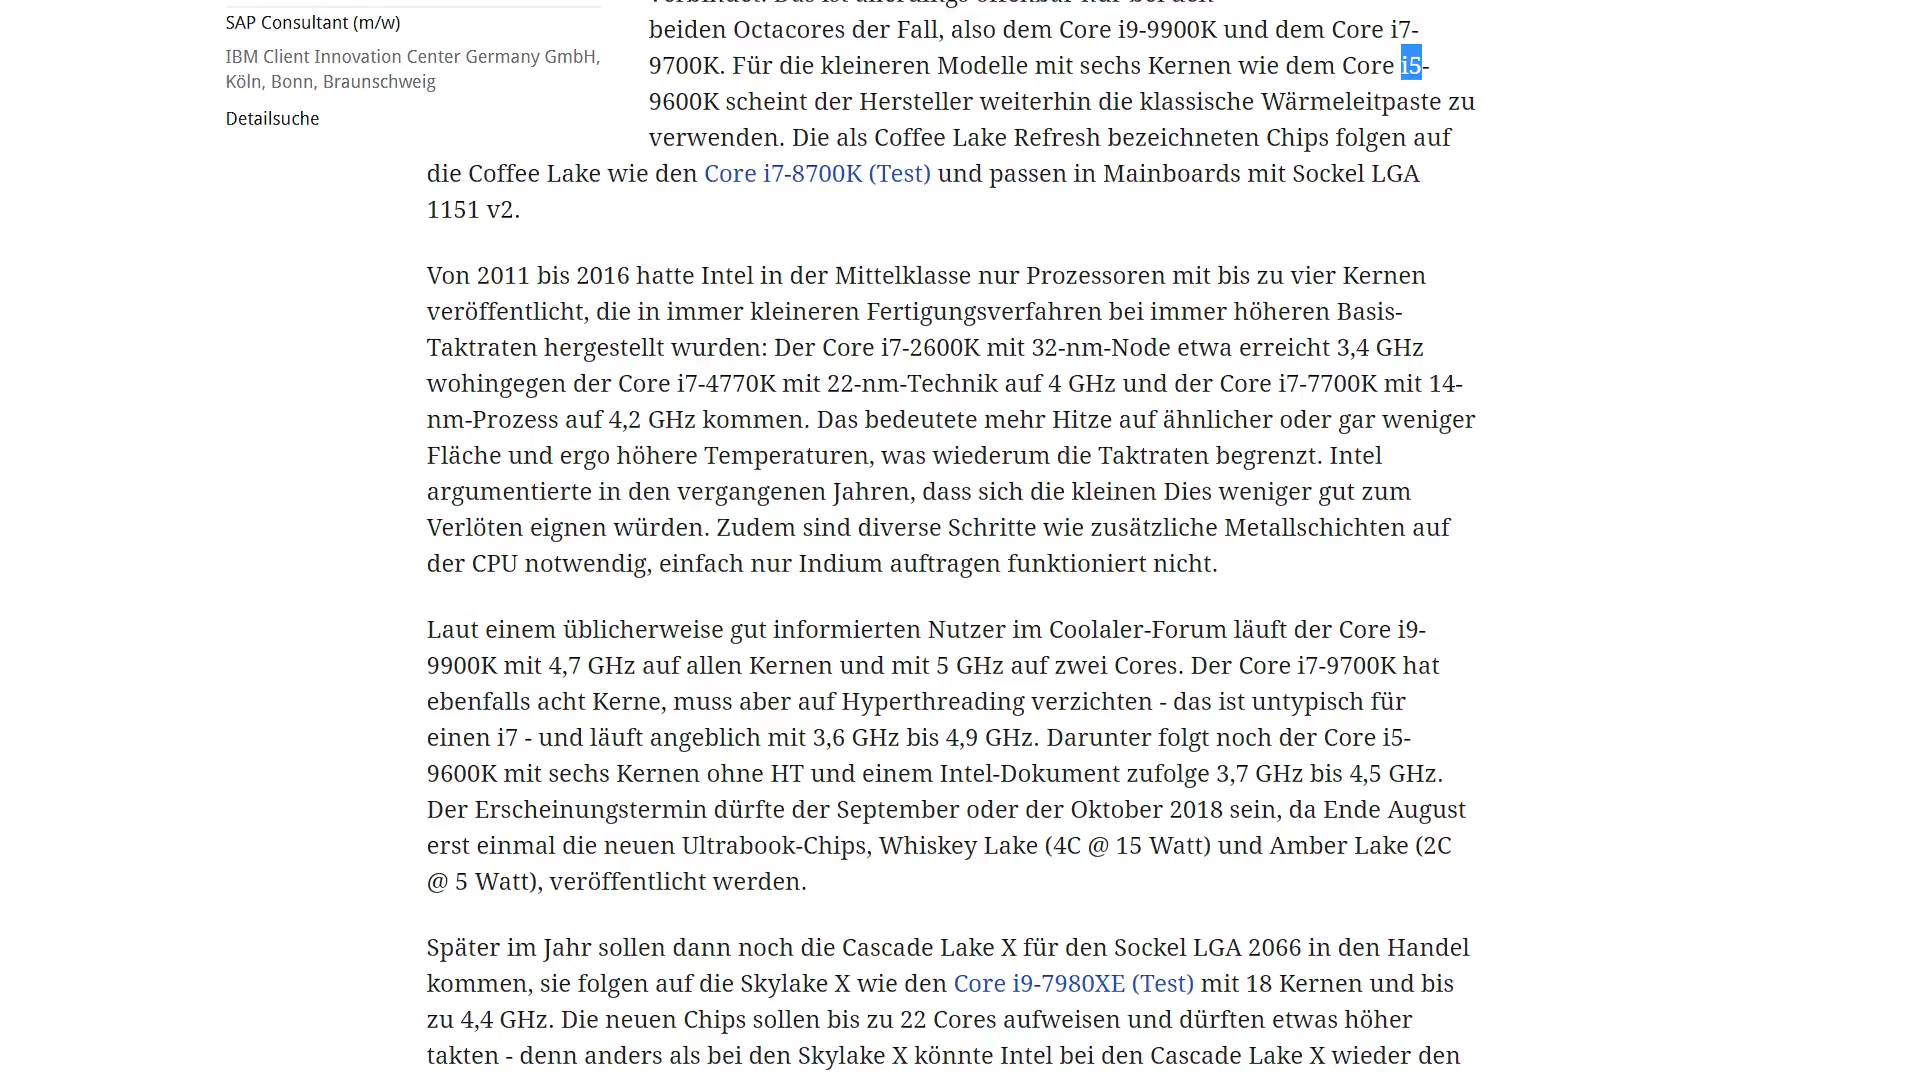 SAP Consultant (m/w)
IBM Client Innovation Center Germany GmbH,
Köln, Bonn, Braunschweig
Detailsuche
beiden Octacores der Fall, also dem Core i9-9900K und dem Core i7-
9700K. Für die kleineren Modelle mit sechs Kernen wie dem Core i5-
9600K scheint der Hersteller weiterhin die klassische Wärmeleitpaste zu
verwenden. Die als Coffee Lake Refresh bezeichneten Chips folgen auf
die Coffee Lake wie den Core i7-8700K (Test) und passen in Mainboards mit Sockel LGA
1151 v2.
Von 2011 bis 2016 hatte Intel in der Mittelklasse nur Prozessoren mit bis zu vier Kernen
veröffentlicht, die in immer kleineren Fertigungsverfahren bei immer höheren Basis-
Taktraten hergestellt wurden: Der Core i7-2600K mit 32-nm-Node etwa erreicht 3,4 GHz
wohingegen der Core i7-4770K mit 22-nm-Technik auf 4 GHz und der Core i7-7700K mit 14-
nm-Prozess auf 4,2 GHz kommen. Das bedeutete mehr Hitze auf ähnlicher oder gar weniger
Fläche und ergo höhere Temperaturen, was wiederum die Taktraten begrenzt. Intel
argumentierte in den vergangenen Jahren, dass sich die kleinen Dies weniger gut zum
Verlöten eignen würden. Zudem sind diverse Schritte wie zusätzliche Metallschichten auf
der CPU notwendig, einfach nur Indium auftragen funktioniert nicht.
Laut einem üblicherweise gut informierten Nutzer im Coolaler-Forum läuft der Core i9-
9900K mit 4,7 GHz auf allen Kernen und mit 5 GHz auf zwei Cores. Der Core i7-9700K hat
ebenfalls acht Kerne, muss aber auf Hyperthreading verzichten - das ist untypisch für
einen i7 - und läuft angeblich mit 3,6 GHz bis 4,9 GHz. Darunter folgt noch der Core i5-
9600K mit sechs Kernen ohne HT und einem Intel-Dokument zufolge 3,7 GHz bis 4,5 GHz.
Der Erscheinungstermin dürfte der September oder der Oktober 2018 sein, da Ende August
erst einmal die neuen Ultrabook-Chips, Whiskey Lake (4C @ 15 Watt) und Amber Lake (2C
@ 5 Watt), veröffentlicht werden.
Später im Jahr sollen dann noch die Cascade Lake X für den Sockel LGA 2066 in den Handel
kommen, sie folgen auf die Skylake X wie den Core i9-7980XE (Test) mit 18 Kernen und bis
zu 4,4 GHz. Die neuen Chips sollen bis zu 22 Cores aufweisen und dürften etwas höher
takten - denn anders als bei den Skylake X könnte Intel bei den Cascade Lake X wieder den